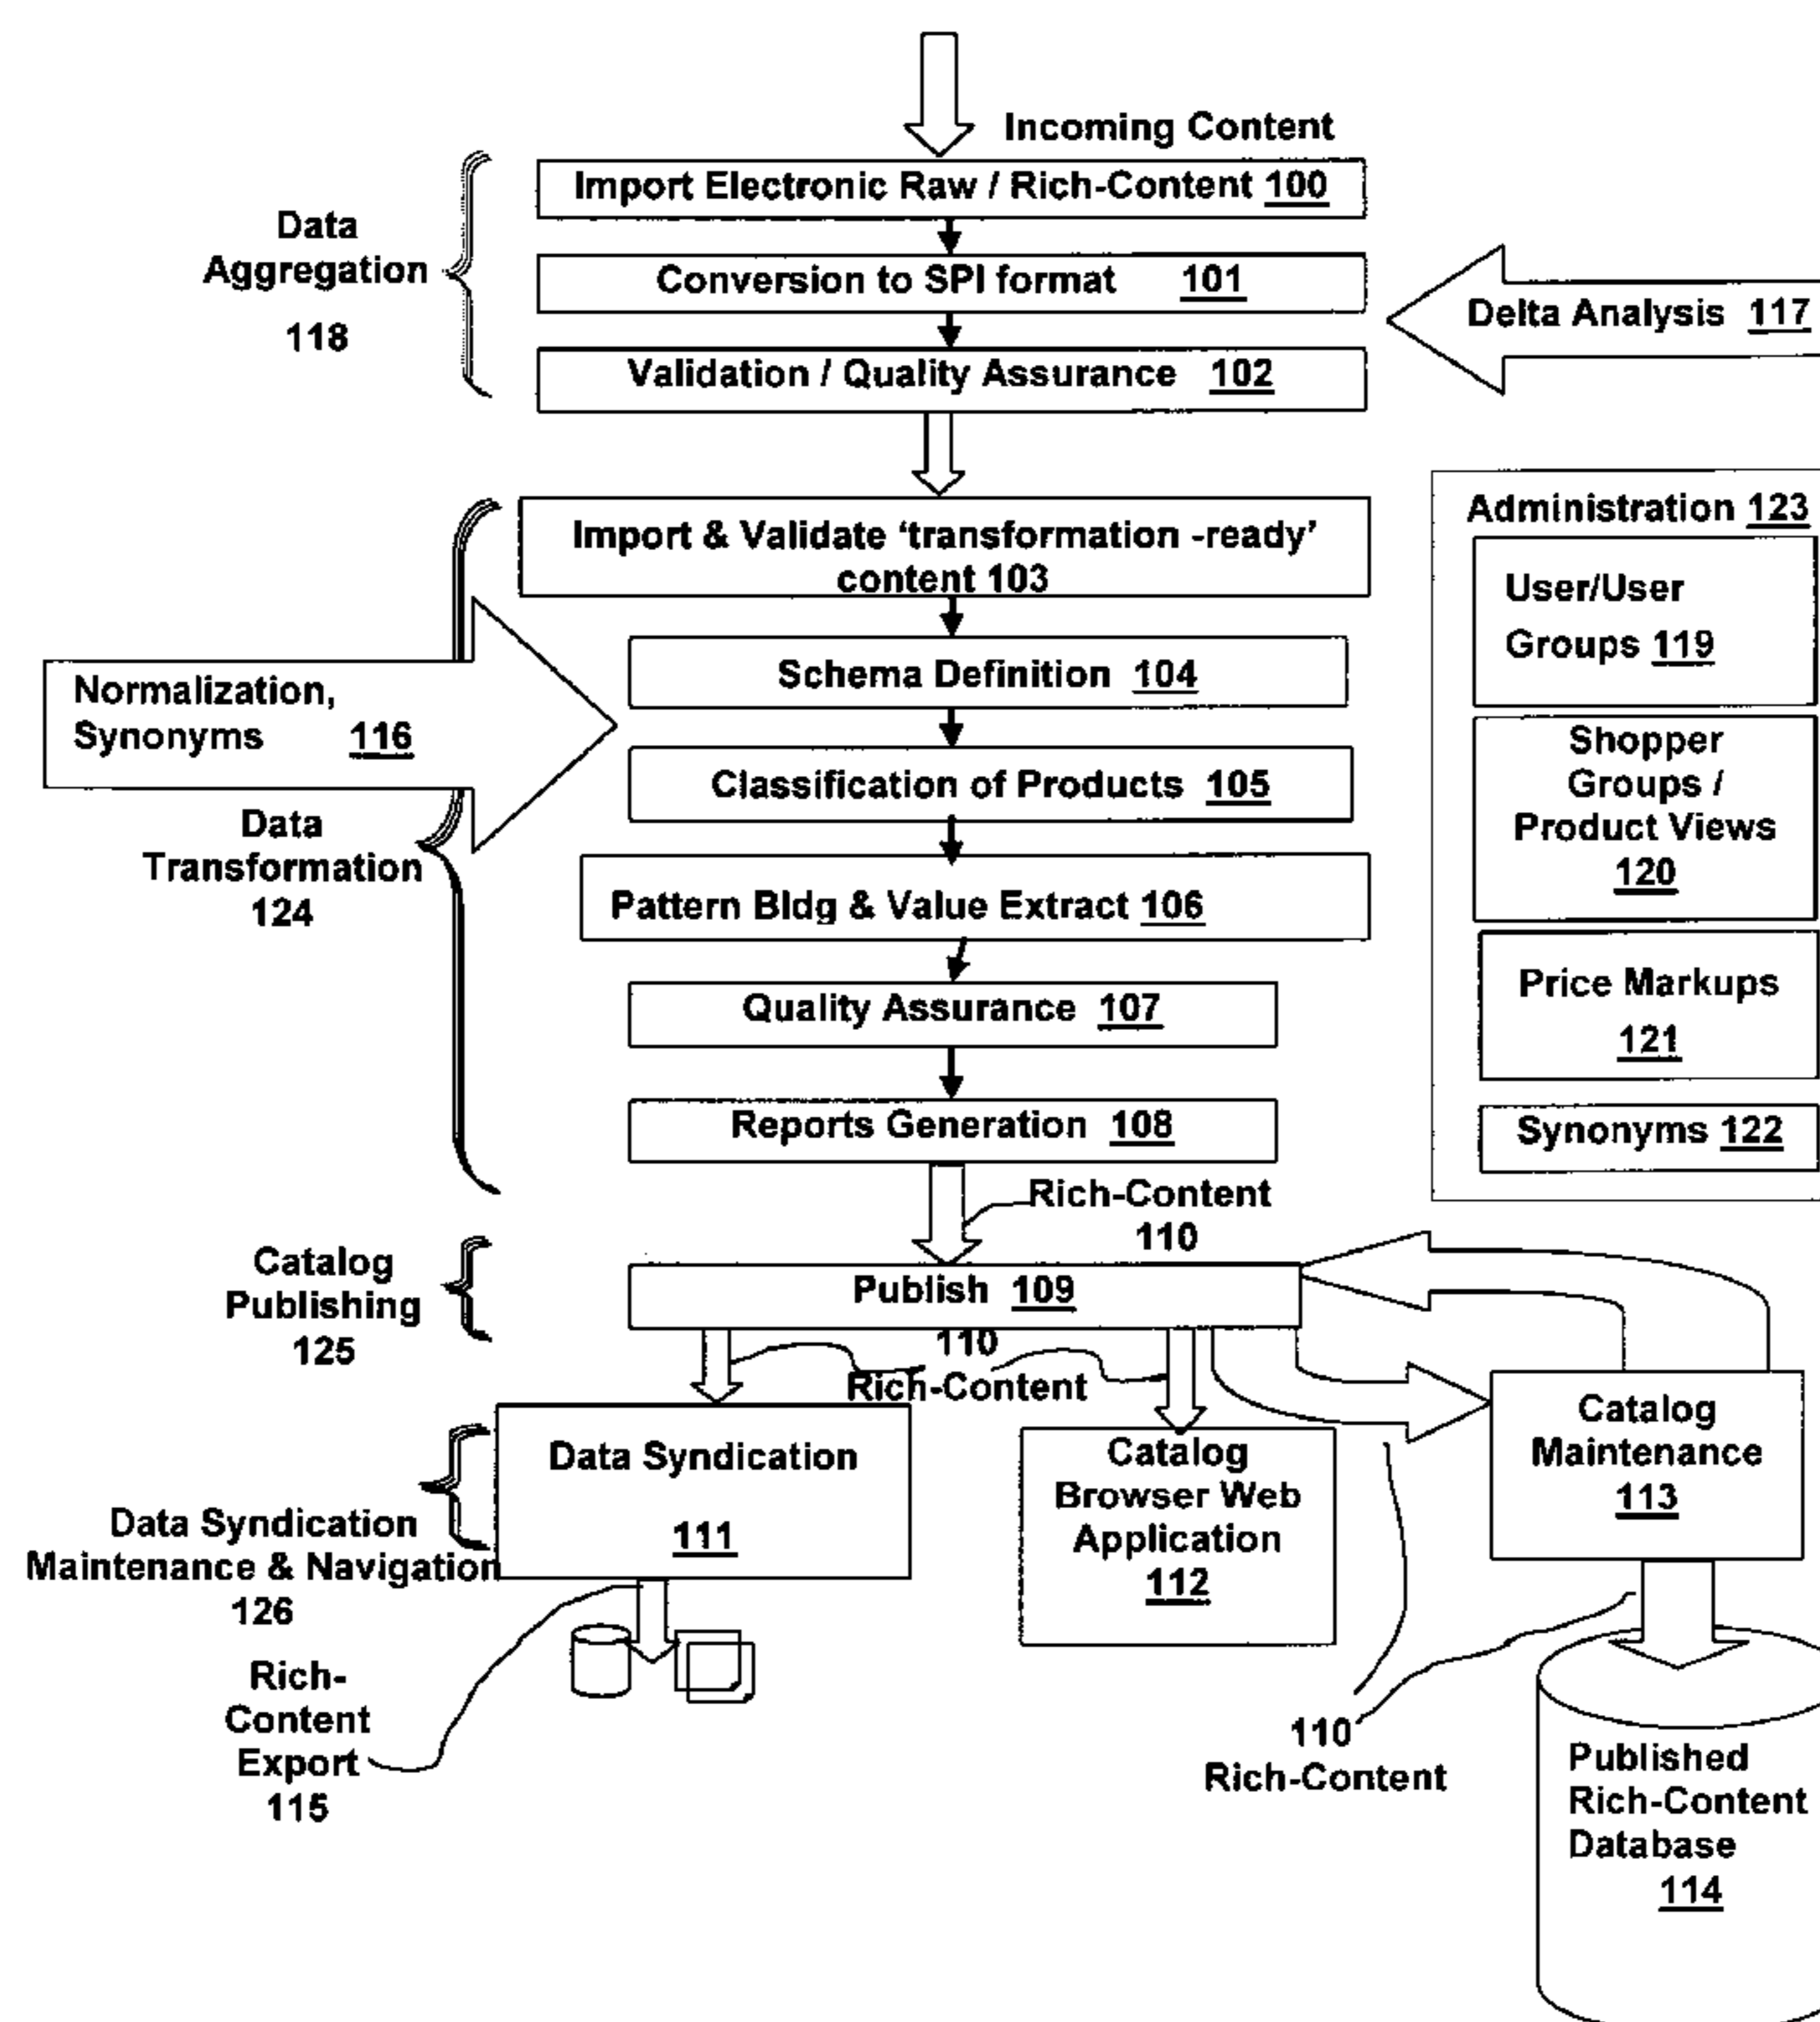 Incoming Content
Import Electronic Raw / Rich-Content 100
Data
Aggregation
118
Conversion to SPI format 101
Validation / Quality Assurance 102
Delta Analysis 117
Import & Validate ‘transformation -ready’
content 103
Schema Definition 104
Normalization,
Synonyms 116
Classification of Products 105
Data
Transformation
124
Pattern Bldg & Value Extract 106
Quality Assurance 107
Reports Generation 108
Administration 123
User/User
Groups 119
Shopper
Groups /
Product Views
120
Price Markups
121
Synonyms 122
Rich-Content
110
Catalog
Publishing
125
Publish 109
110
Rich-Content
Data Syndication
111
Data Syndication
Maintenance & Navigation
126
Catalog
Browser Web
Application
112
Catalog
Maintenance
113
Rich-
Content
Export
115
110
Rich-Content
Published
Rich-Content
Database
114